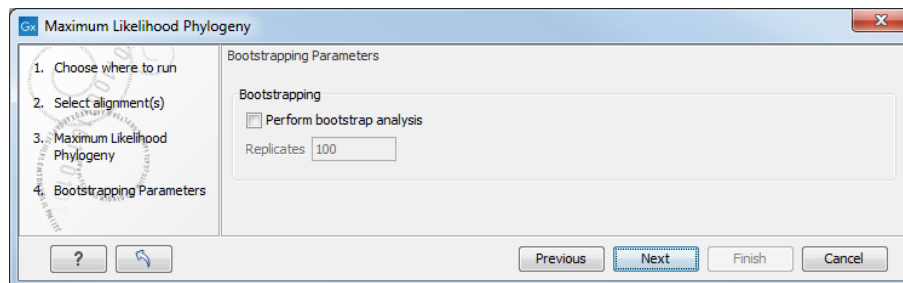 Gx Maximum Likelihood Phylogeny
1. Choose where to run
2. Select alignment(s)
3. Maximum Likelihood
Phylogeny
4. Bootstrapping Parameters
Bootstrapping Parameters
Bootstrapping
Perform bootstrap analysis
Replicates 100
?
Previous
Next
Finish
Cancel